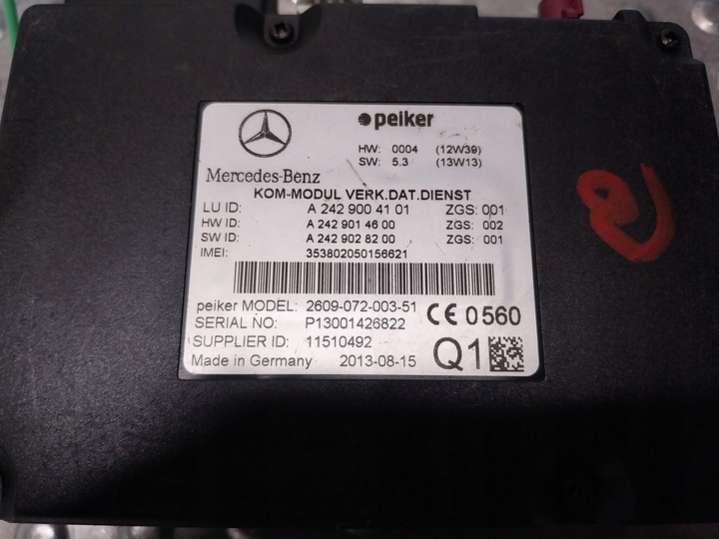 peiker
HW: 0004 (12W39)
SW: 5.3 (13W13)
Mercedes-Benz
KOM-MODUL VERK.DAT.DIENST
LU ID: A 242 900 41 01 ZGS: 001
HW ID: A 242 901 46 00 ZGS: 002
SW ID: A 242 902 82 00 ZGS: 001
IMEI: 353802050156621
peiker MODEL: 2609-072-003-51
CE 0560
SERIAL NO: P13001426822
SUPPLIER ID: 11510492
Made in Germany 2013-08-15
Q1